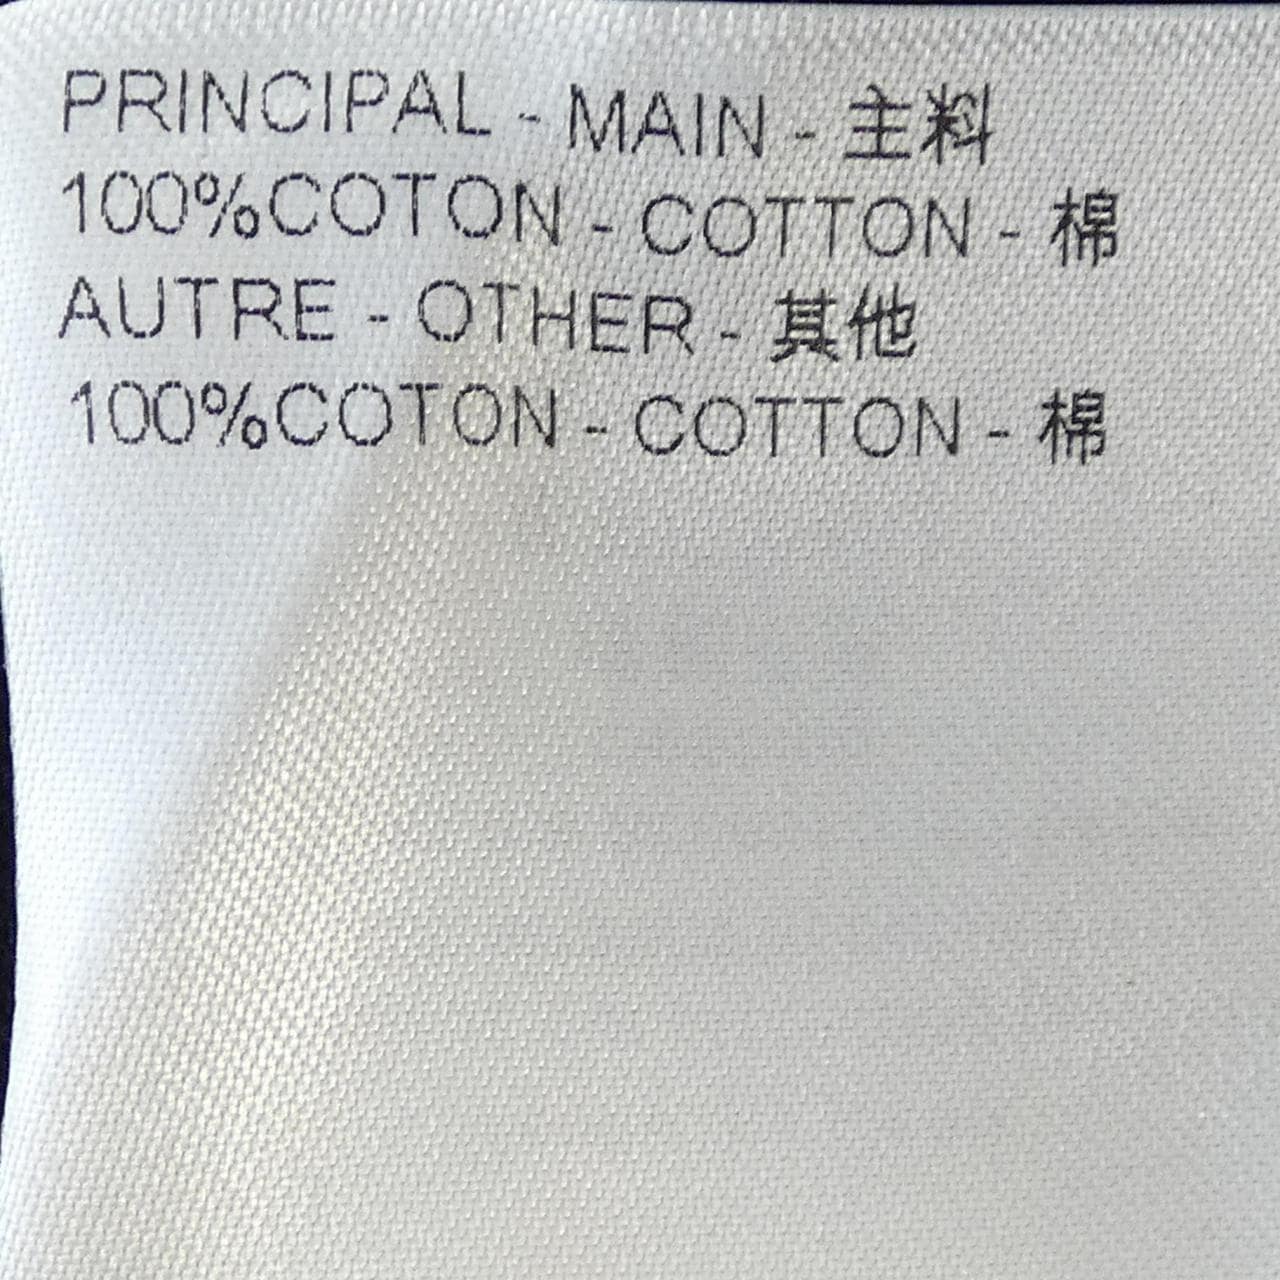 PRINCIPAL - MAIN - 主料
100%COTON - COTTON - 棉
AUTRE - OTHER - 其他
100%COTON - COTTON - 棉